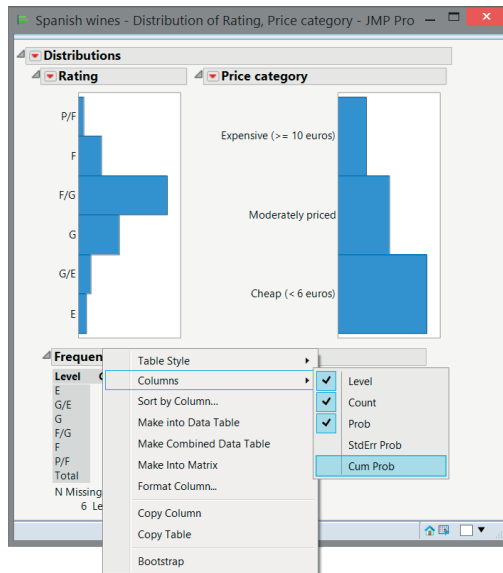 Spanish wines - Distribution of Rating, Price category - JMP Pro
Distributions
Rating
Price category
P/F
F
F/G
G
G/E
E
Expensive (>= 10 euros)
Moderately priced
Cheap (< 6 euros)
Frequen
Level
E
G/E
G
F/G
F
P/F
Total
N Missing
6 Le
Table Style
Columns
Sort by Column...
Make into Data Table
Make Combined Data Table
Make Into Matrix
Format Column...
Copy Column
Copy Table
Bootstrap
Level
Count
Prob
StdErr Prob
Cum Prob